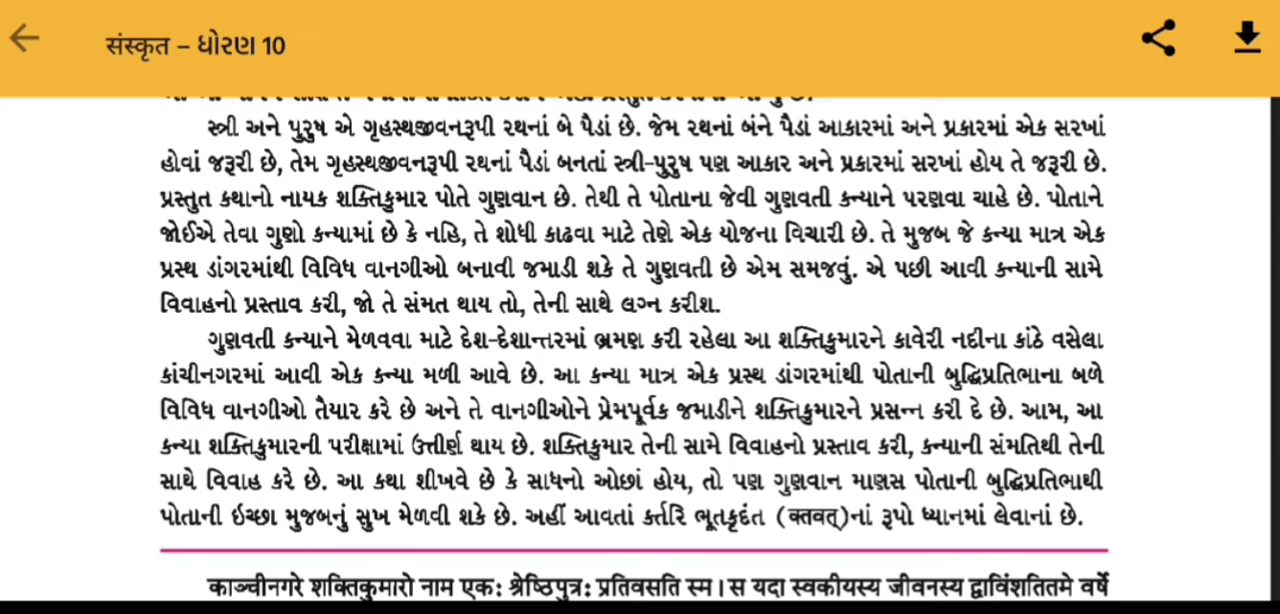 સંસ્કૃત – ધોરણ 10
સ્ત્રી અને પુરુષ એ ગૃહસ્થજીવનરૂપી રથનાં બે પૈડાં છે. જેમ રથનાં બંને પૈડાં આકારમાં અને પ્રકારમાં એક સરખાં
હોવાં જરૂરી છે, તેમ ગૃહસ્થજીવનરૂપી રથનાં પૈડાં બનતાં સ્ત્રી-પુરુષ પણ આકાર અને પ્રકારમાં સરખાં હોય તે જરૂરી છે.
પ્રસ્તુત કથાનો નાયક શક્તિકુમાર પોતે ગુણવાન છે. તેથી તે પોતાના જેવી ગુણવતી કન્યાને પરણવા ચાહે છે. પોતાને
જોઈએ તેવા ગુણો કન્યામાં છે કે નહિ, તે શોધી કાઢવા માટે તેણે એક યોજના વિચારી છે. તે મુજબ જે કન્યા માત્ર એક
પ્રસ્થ ડાંગરમાંથી વિવિધ વાનગીઓ બનાવી જમાડી શકે તે ગુણવતી છે એમ સમજવું. એ પછી આવી કન્યાની સામે
વિવાહનો પ્રસ્તાવ કરી, જો તે સંમત થાય તો, તેની સાથે લગ્ન કરીશ.
ગુણવતી કન્યાને મેળવવા માટે દેશ-દેશાન્તરમાં ભ્રમણ કરી રહેલા આ શક્તિકુમારને કાવેરી નદીના કાંઠે વસેલા
કાંચીનગરમાં આવી એક કન્યા મળી આવે છે. આ કન્યા માત્ર એક પ્રસ્થ ડાંગરમાંથી પોતાની બુદ્ધિપ્રતિભાના બળે
વિવિધ વાનગીઓ તૈયાર કરે છે અને તે વાનગીઓને પ્રેમપૂર્વક જમાડીને શક્તિકુમારને પ્રસન્ન કરી દે છે. આમ, આ
કન્યા શક્તિકુમારની પરીક્ષામાં ઉત્તીર્ણ થાય છે. શક્તિકુમાર તેની સામે વિવાહનો પ્રસ્તાવ કરી, કન્યાની સંમતિથી તેની
સાથે વિવાહ કરે છે. આ કથા શીખવે છે કે સાધનો ઓછાં હોય, તો પણ ગુણવાન માણસ પોતાની બુદ્ધિપ્રતિભાથી
પોતાની ઇચ્છા મુજબનું સુખ મેળવી શકે છે. અહીં આવતાં કર્તરિ ભૂતકૃદંત (क्तवत्)નાં રૂપો ધ્યાનમાં લેવાનાં છે.
काञ्चीनगरे शक्तिकुमारो नाम एकः श्रेष्ठिपुत्रः प्रतिवसति स्म। स यदा स्वकीयस्य जीवनस्य द्वाविंशतितमे वर्षे